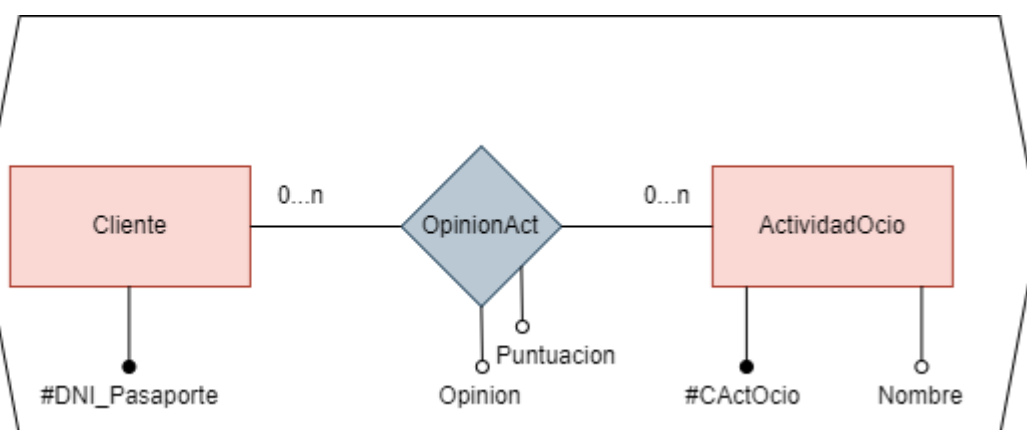 0...n
0...n
Cliente
OpinionAct
ActividadOcio
Puntuacion
#DNI_Pasaporte
Opinion
#CActOcio
Nombre